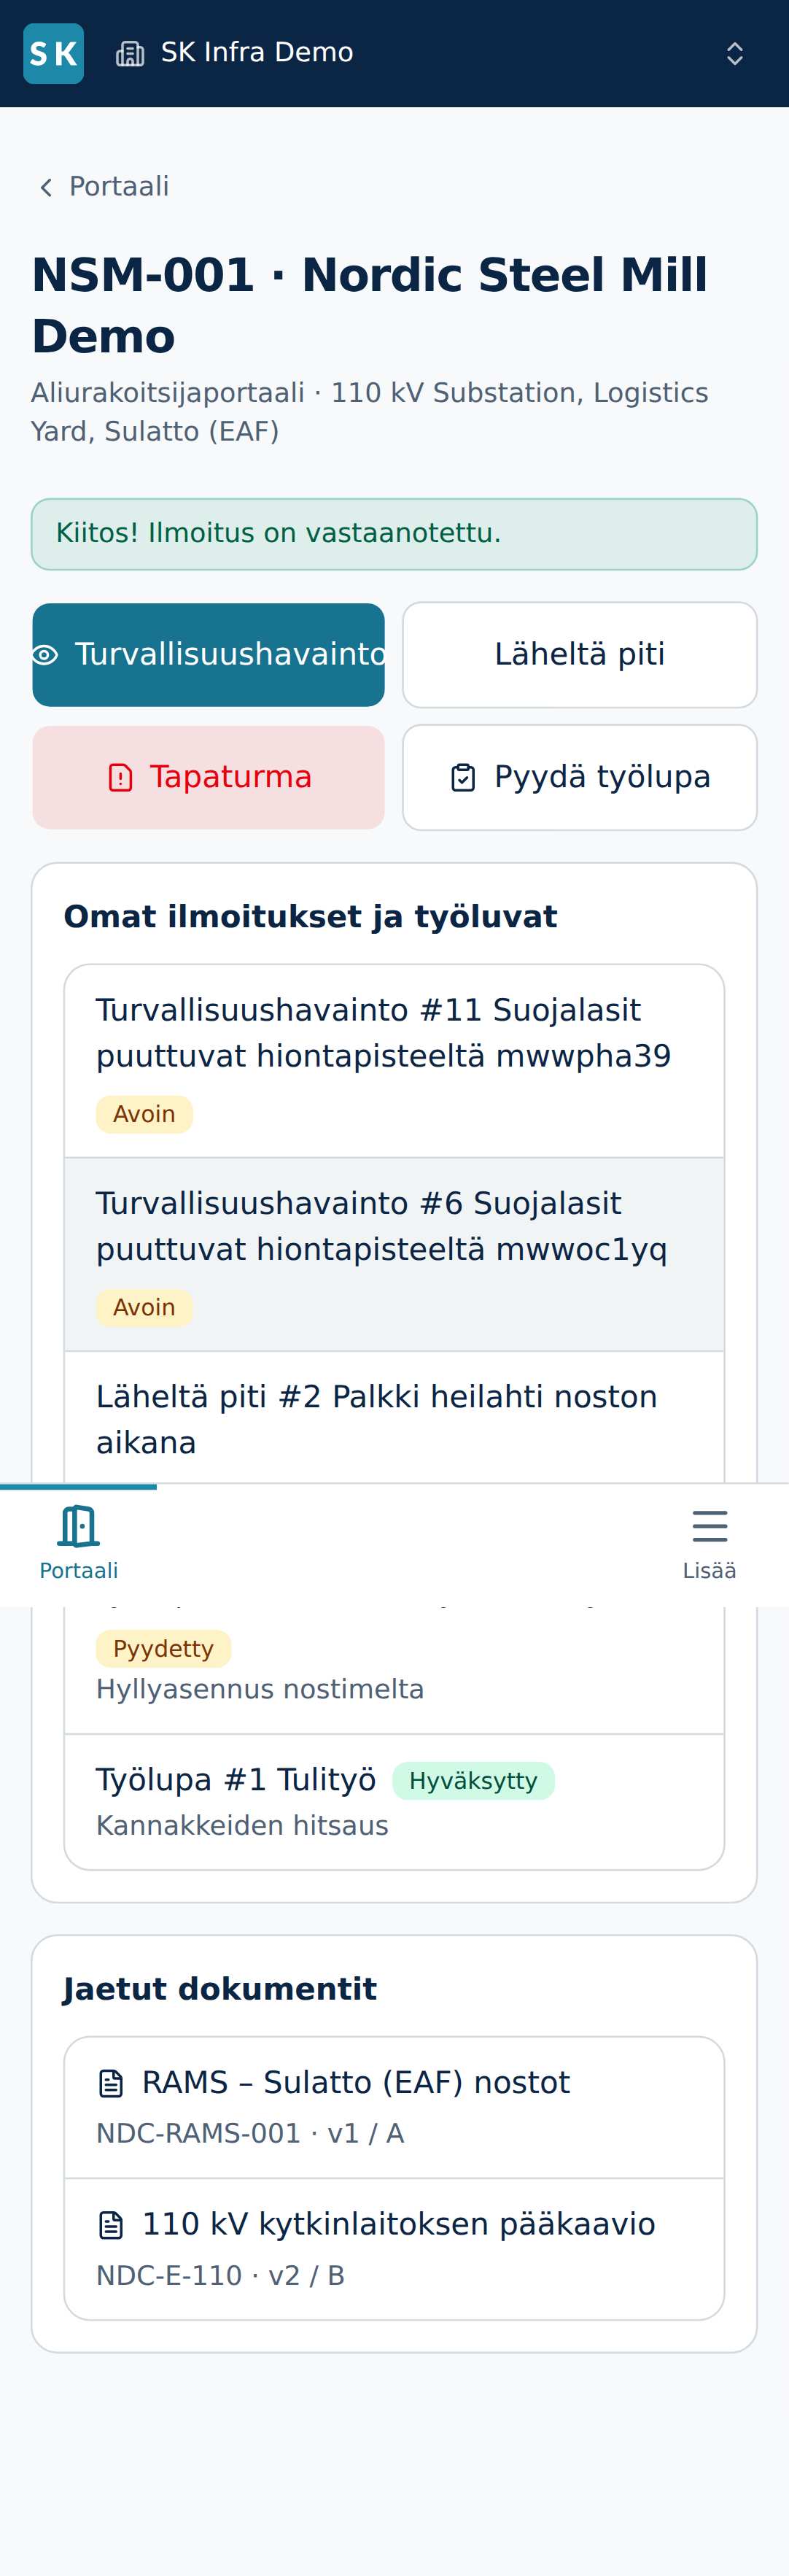 SK
SK Infra Demo
Portaali
NSM-001 · Nordic Steel Mill
Demo
Aliurakoitsijaportaali · 110 kV Substation, Logistics
Yard, Sulatto (EAF)
Kiitos! Ilmoitus on vastaanotettu.
Turvallisuushavainto
Läheltä piti
Tapaturma
Pyydä työlupa
Omat ilmoitukset ja työluvat
Turvallisuushavainto #11 Suojalasit
puuttuvat hiontapisteeltä mwwpha39
Avoin
Turvallisuushavainto #6 Suojalasit
puuttuvat hiontapisteeltä mwwoc1yq
Avoin
Läheltä piti #2 Palkki heilahti noston
aikana
Portaali
Lisää
Pyydetty
Hyllyasennus nostimelta
Työlupa #1 Tulityö Hyväksytty
Kannakkeiden hitsaus
Jaetut dokumentit
RAMS – Sulatto (EAF) nostot
NDC-RAMS-001 · v1 / A
110 kV kytkinlaitoksen pääkaavio
NDC-E-110 · v2 / B